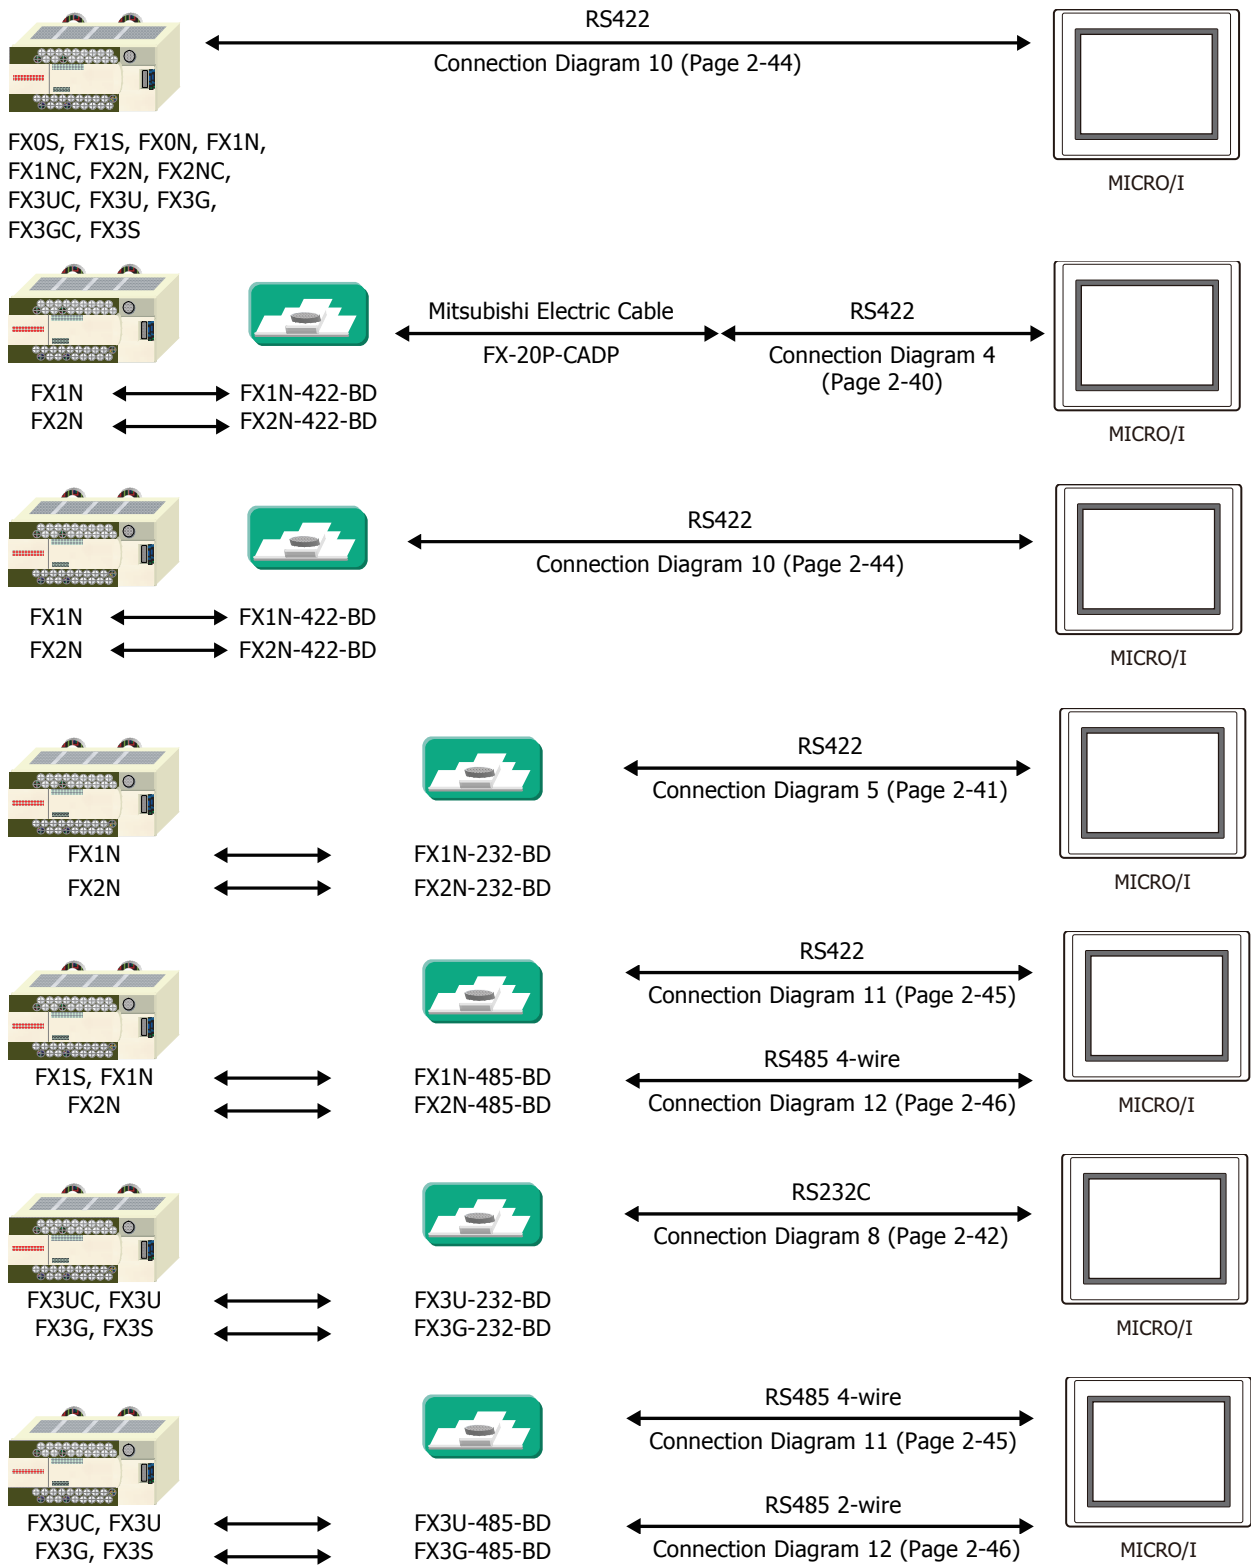 RS422
Connection Diagram 10 (Page 2-44)
FX0S, FX1S, FX0N, FX1N,
FX1NC, FX2N, FX2NC,
FX3UC, FX3U, FX3G,
FX3GC, FX3S
MICRO/I
Mitsubishi Electric Cable
FX-20P-CADP
RS422
Connection Diagram 4
(Page 2-40)
FX1N FX1N-422-BD
FX2N FX2N-422-BD
MICRO/I
RS422
Connection Diagram 10 (Page 2-44)
FX1N FX1N-422-BD
FX2N FX2N-422-BD
MICRO/I
RS422
Connection Diagram 5 (Page 2-41)
FX1N FX1N-232-BD
FX2N FX2N-232-BD
MICRO/I
RS422
Connection Diagram 11 (Page 2-45)
RS485 4-wire
FX1S, FX1N FX1N-485-BD
FX2N FX2N-485-BD
Connection Diagram 12 (Page 2-46)
MICRO/I
RS232C
Connection Diagram 8 (Page 2-42)
FX3UC, FX3U FX3U-232-BD
FX3G, FX3S FX3G-232-BD
MICRO/I
RS485 4-wire
Connection Diagram 11 (Page 2-45)
RS485 2-wire
FX3UC, FX3U FX3U-485-BD
FX3G, FX3S FX3G-485-BD
Connection Diagram 12 (Page 2-46)
MICRO/I